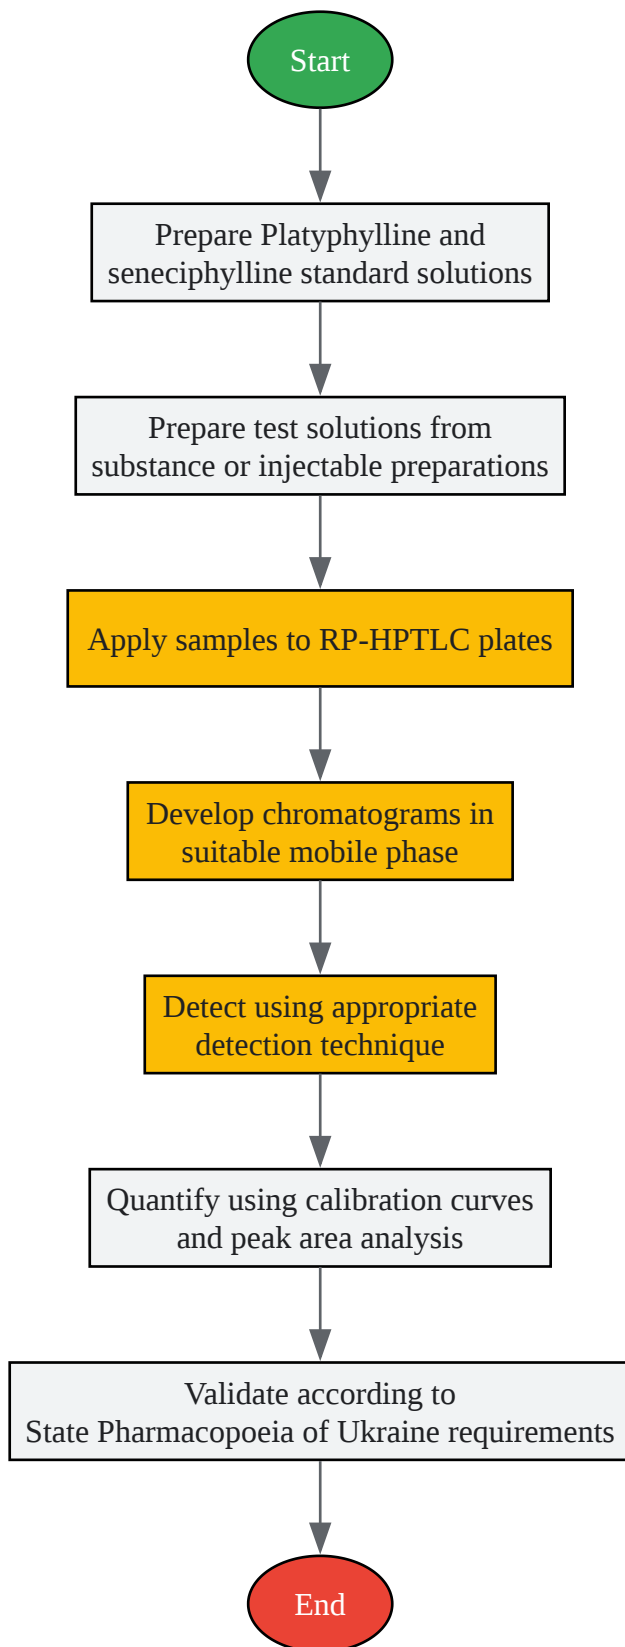 Start
Prepare Platyphylline and
seneciphylline standard solutions
Prepare test solutions from
substance or injectable preparations
Apply samples to RP-HPTLC plates
Develop chromatograms in
suitable mobile phase
Detect using appropriate
detection technique
Quantify using calibration curves
and peak area analysis
Validate according to
State Pharmacopoeia of Ukraine requirements
End